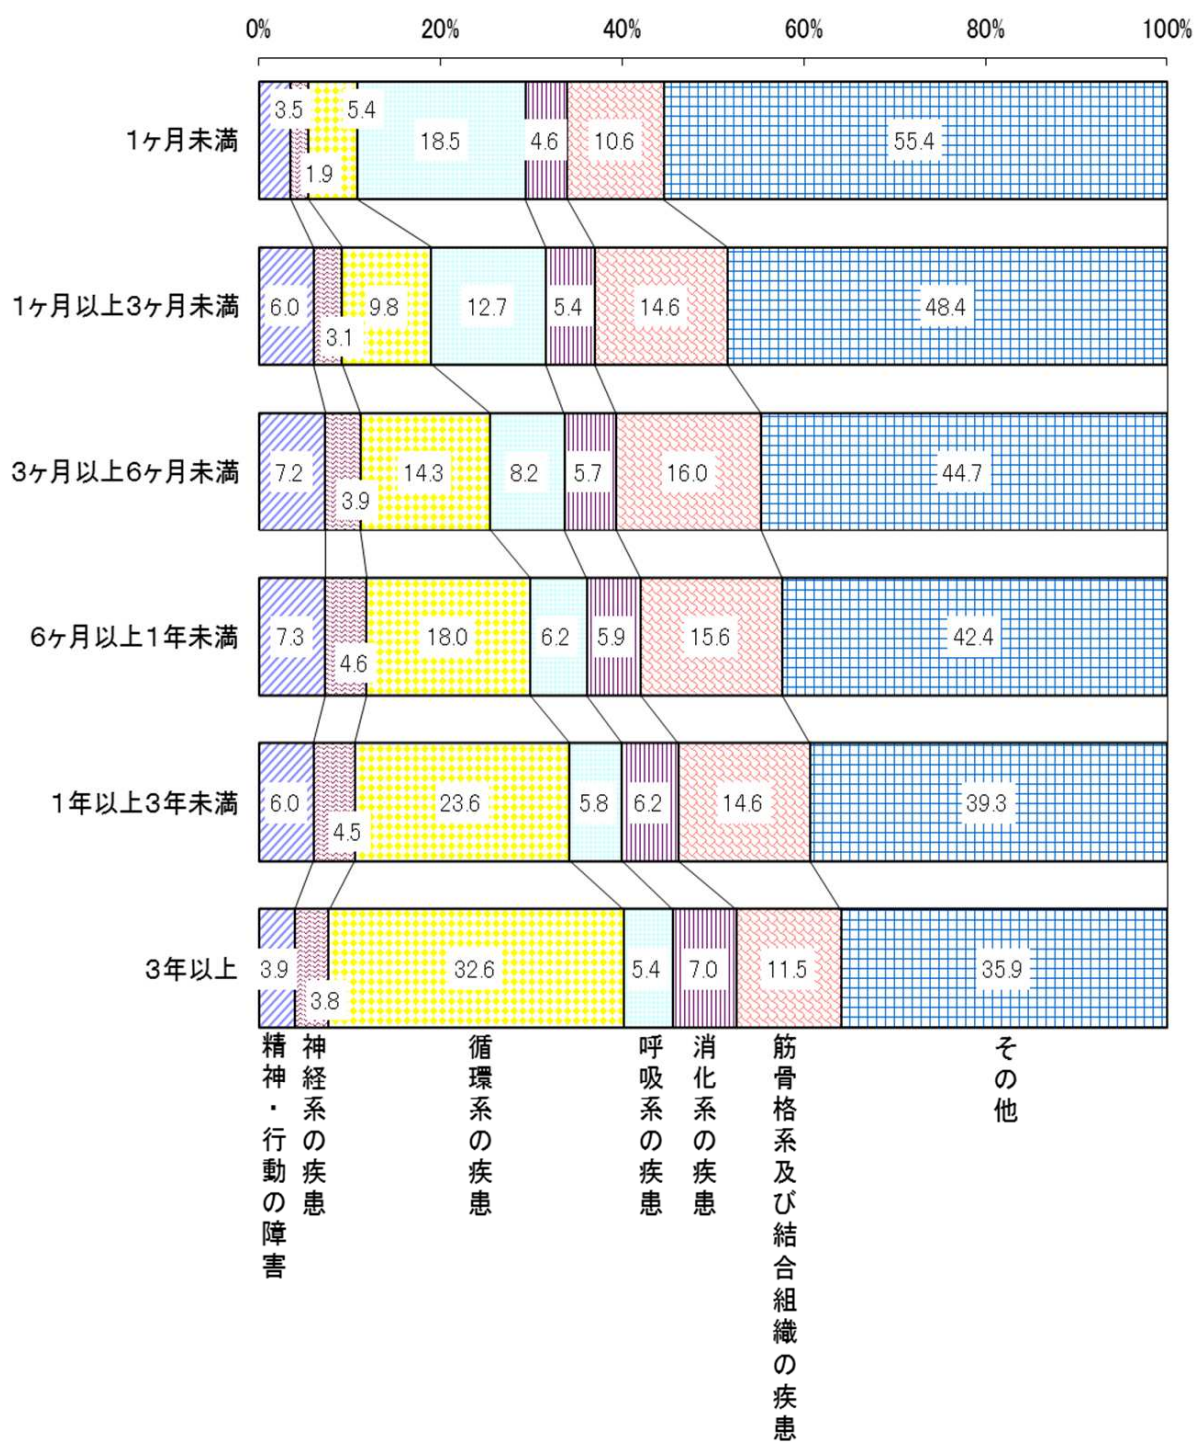 0% 20% 40% 60% 80% 100%
1ヶ月未満 3.5 1.9 5.4 18.5 4.6 10.6 55.4
1ヶ月以上3ヶ月未満 6.0 3.1 9.8 12.7 5.4 14.6 48.4
3ヶ月以上6ヶ月未満 7.2 3.9 14.3 8.2 5.7 16.0 44.7
6ヶ月以上1年未満 7.3 4.6 18.0 6.2 5.9 15.6 42.4
1年以上3年未満 6.0 4.5 23.6 5.8 6.2 14.6 39.3
3年以上 3.9 3.8 32.6 5.4 7.0 11.5 35.9
精神・行動の障害
神経系の疾患
循環系の疾患
呼吸系の疾患
消化系の疾患
筋骨格系及び結合組織の疾患
その他